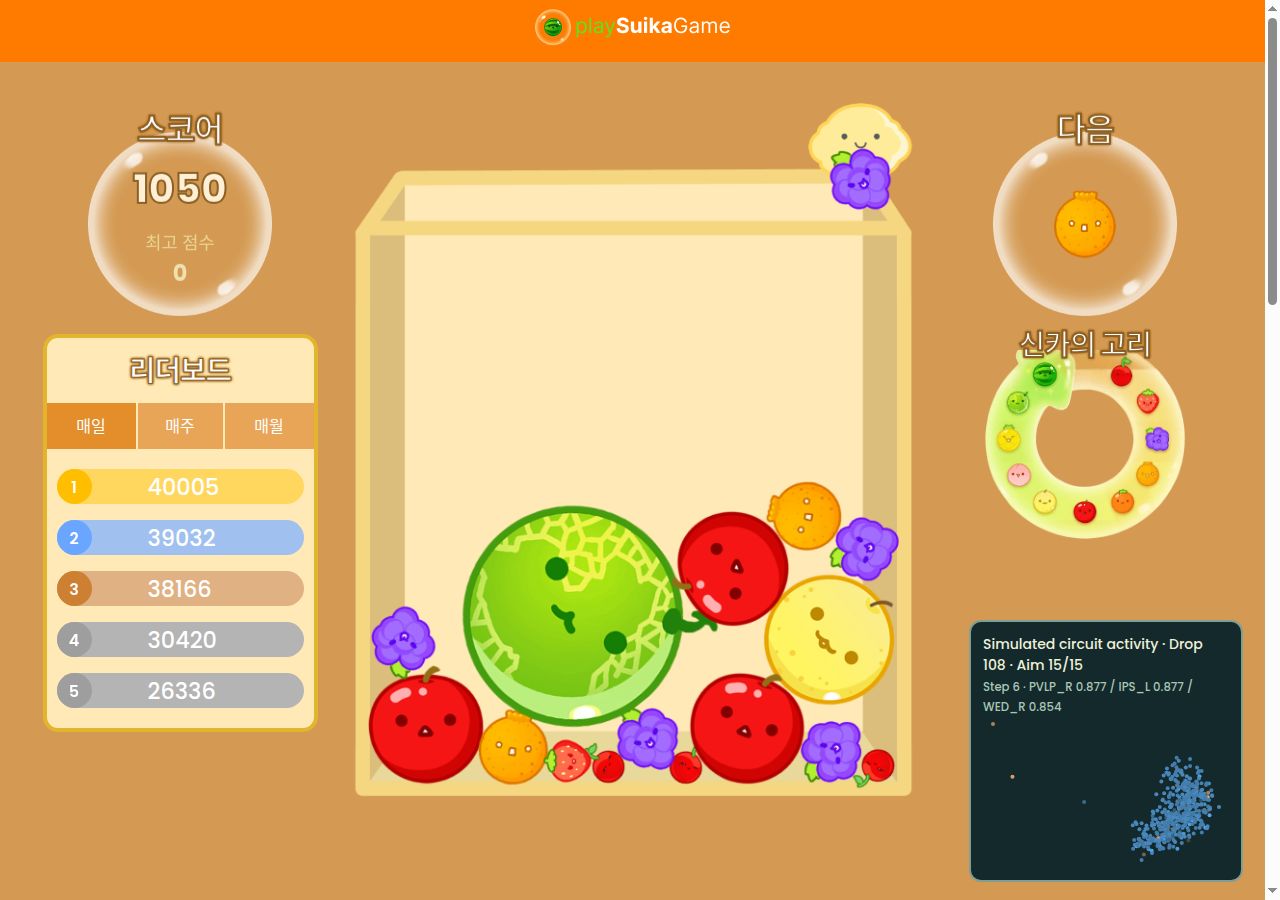 playSuikaGame
스코어
1050
최고 점수
0
리더보드
매일 매주 매월
1 40005
2 39032
3 38166
4 30420
5 26336
다음
신카의 고리
Simulated circuit activity · Drop
108 · Aim 15/15
Step 6 · PVLP_R 0.877 / IPS_L 0.877 /
WED_R 0.854